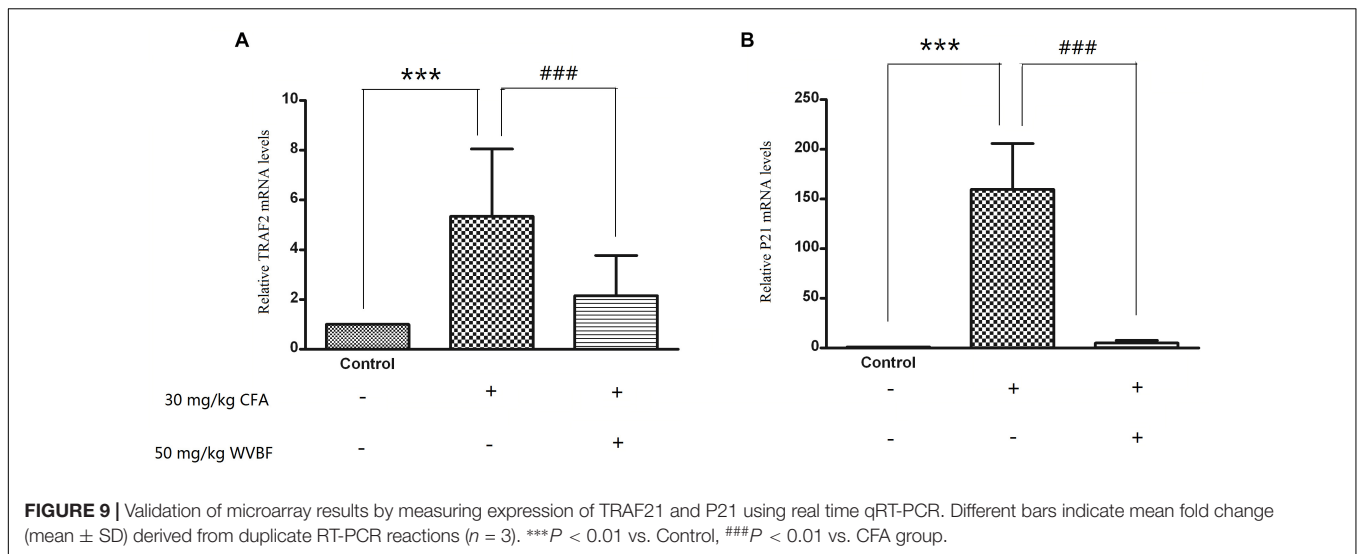 A
B
*** ###
*** ###
Relative TRAF2 mRNA levels
10
8
6
4
2
0
Control
Relative P21 mRNA levels
250
200
150
100
50
0
Control
30 mg/kg CFA - + + - + +
50 mg/kg WVBF - - + - - +
FIGURE 9 | Validation of microarray results by measuring expression of TRAF21 and P21 using real time qRT-PCR. Different bars indicate mean fold change
(mean ± SD) derived from duplicate RT-PCR reactions (n = 3). ***P < 0.01 vs. Control, ###P < 0.01 vs. CFA group.